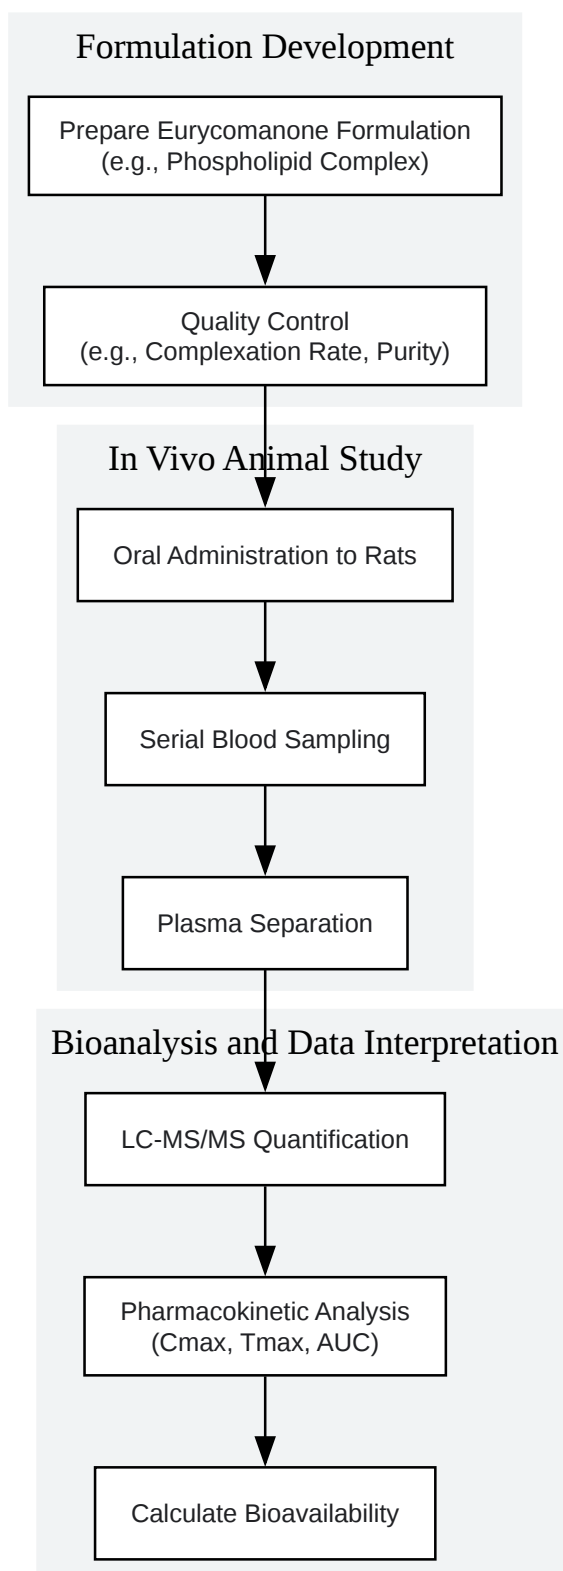 Formulation Development
Prepare Eurycomanone Formulation
(e.g., Phospholipid Complex)
Quality Control
(e.g., Complexation Rate, Purity)
In Vivo Animal Study
Oral Administration to Rats
Serial Blood Sampling
Plasma Separation
Bioanalysis and Data Interpretation
LC-MS/MS Quantification
Pharmacokinetic Analysis
(Cmax, Tmax, AUC)
Calculate Bioavailability